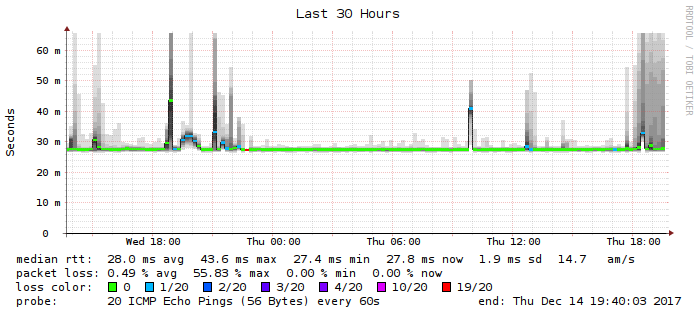 Last 30 Hours
RRDTOOL / TOBI OETIKER
Seconds
60 m
50 m
40 m
30 m
20 m
10 m
0
Wed 18:00 Thu 00:00 Thu 06:00 Thu 12:00 Thu 18:00
median rtt: 28.0 ms avg 43.6 ms max 27.4 ms min 27.8 ms now 1.9 ms sd 14.7 am/s
packet loss: 0.49 % avg 55.83 % max 0.00 % min 0.00 % now
loss color: 0 1/20 2/20 3/20 4/20 10/20 19/20
probe: 20 ICMP Echo Pings (56 Bytes) every 60s end: Thu Dec 14 19:40:03 2017